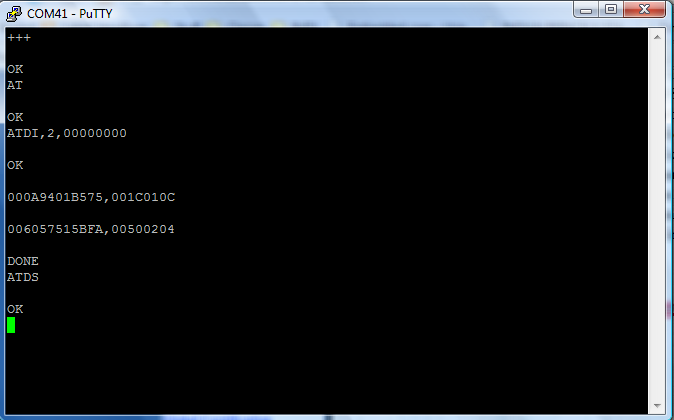 COM41 - PuTTY
+++
OK
AT
OK
ATDI,2,00000000
OK
000A9401B575,001C010C
006057515BFA,00500204
DONE
ATDS
OK